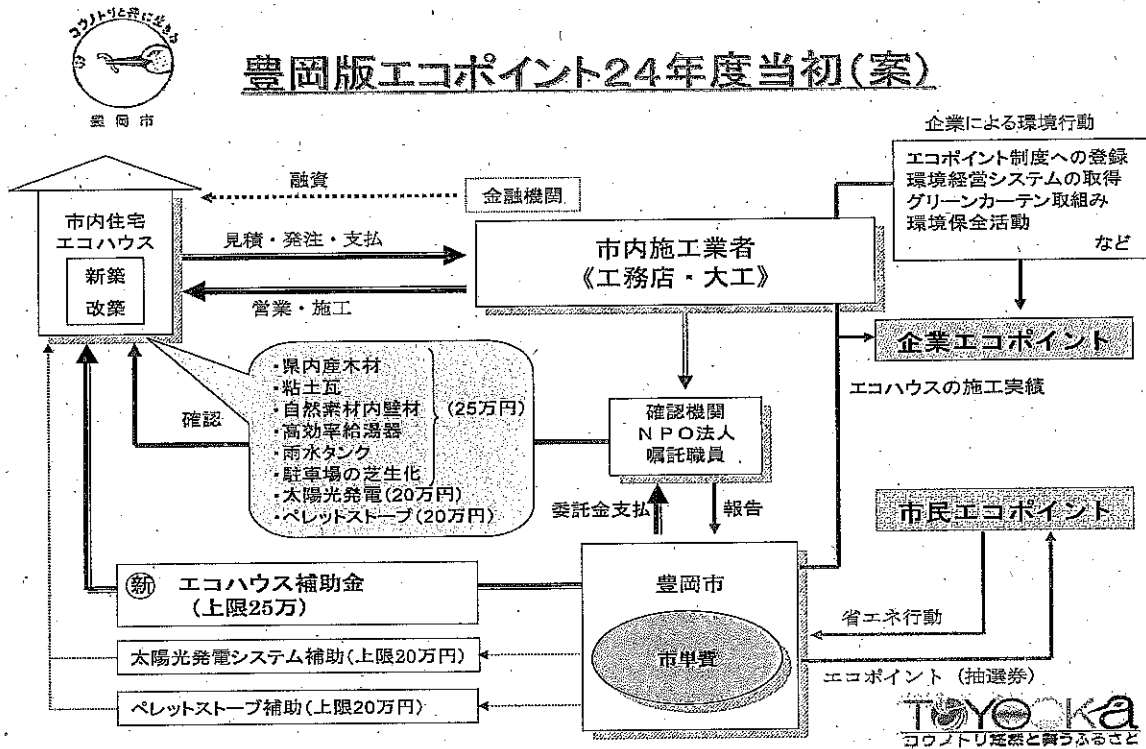 コウノトリと共に生きる
豊岡市
豊岡版エコポイント24年度当初(案)
企業による環境行動
エコポイント制度への登録
環境経営システムの取得
グリーンカーテン取組み
環境保全活動
など
融資
金融機関
市内住宅
エコハウス
新築
改築
見積・発注・支払
営業・施工
市内施工業者
《工務店・大工》
企業エコポイント
エコハウスの施工実績
確認
・県内産木材
・粘土瓦
・自然素材内壁材
・高効率給湯器
・雨水タンク
・駐車場の芝生化
(25万円)
・太陽光発電(20万円)
・ペレットストーブ(20万円)
確認機関
NPO法人
嘱託職員
委託金支払
報告
市民エコポイント
新 エコハウス補助金
(上限25万)
太陽光発電システム補助(上限20万円)
ペレットストーブ補助(上限20万円)
豊岡市
市単費
省エネ行動
エコポイント(抽選券)
TOYOOKA
コウノトリ悠然と舞うふるさと